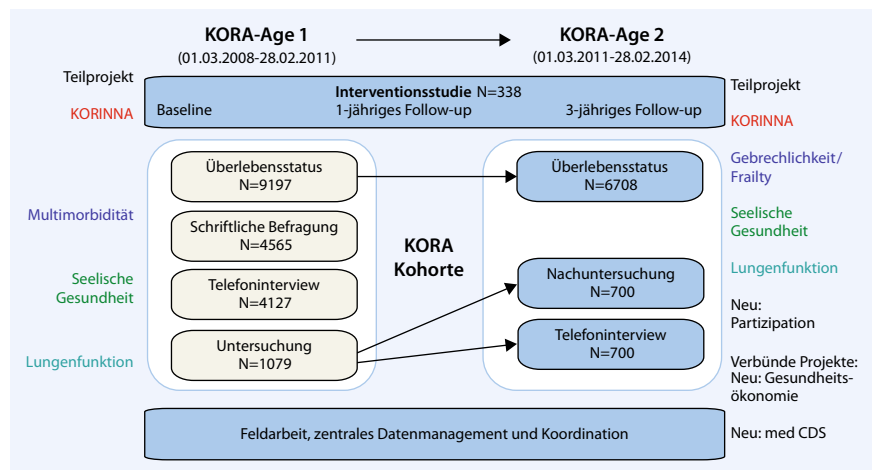 KORA-Age 1
(01.03.2008-28.02.2011)
KORA-Age 2
(01.03.2011-28.02.2014)
Teilprojekt
KORINNA
Interventionsstudie N=338
Baseline
1-jähriges Follow-up
3-jähriges Follow-up
Teilprojekt
KORINNA
Multimorbidität
Seelische
Gesundheit
Lungenfunktion
Überlebensstatus
N=9197
Schriftliche Befragung
N=4565
Telefoninterview
N=4127
Untersuchung
N=1079
KORA
Kohorte
Überlebensstatus
N=6708
Nachuntersuchung
N=700
Telefoninterview
N=700
Gebrechlichkeit/
Frailty
Seelische
Gesundheit
Lungenfunktion
Neu:
Partizipation
Verbünde Projekte:
Neu: Gesundheits-
ökonomie
Feldarbeit, zentrales Datenmanagement und Koordination
Neu: med CDS